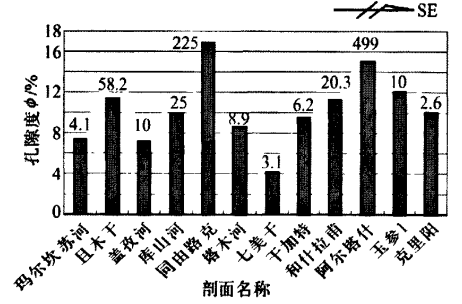 SE
孔隙度φ/%
18
16
12
8
4
0
4.1
58.2
10
25
225
8.9
3.1
6.2
20.3
499
10
2.6
玛尔坎苏河
且木干
盖孜河
库山河
同由路克
塔木河
七美干
干加特
和什拉甫
阿尔塔什
玉参1
克里阳
剖面名称